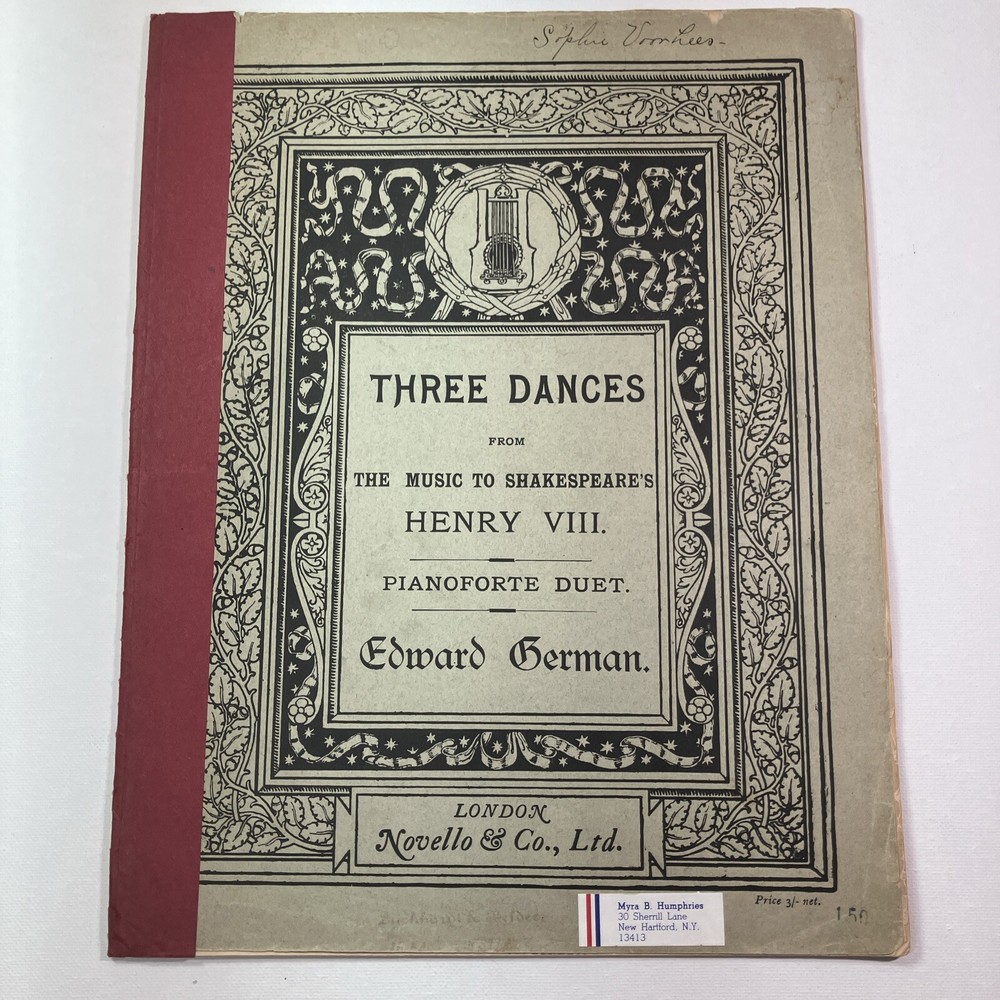 Sophie Voorhees-
THREE DANCES
FROM
THE MUSIC TO SHAKESPEARE'S
HENRY VIII.
PIANOFORTE DUET.
Edward German.
LONDON
Novello & Co., Ltd.
Price 3/- net.
150
Myra B. Humphries
30 Sherrill Lane
New Hartford, N.Y.
13413